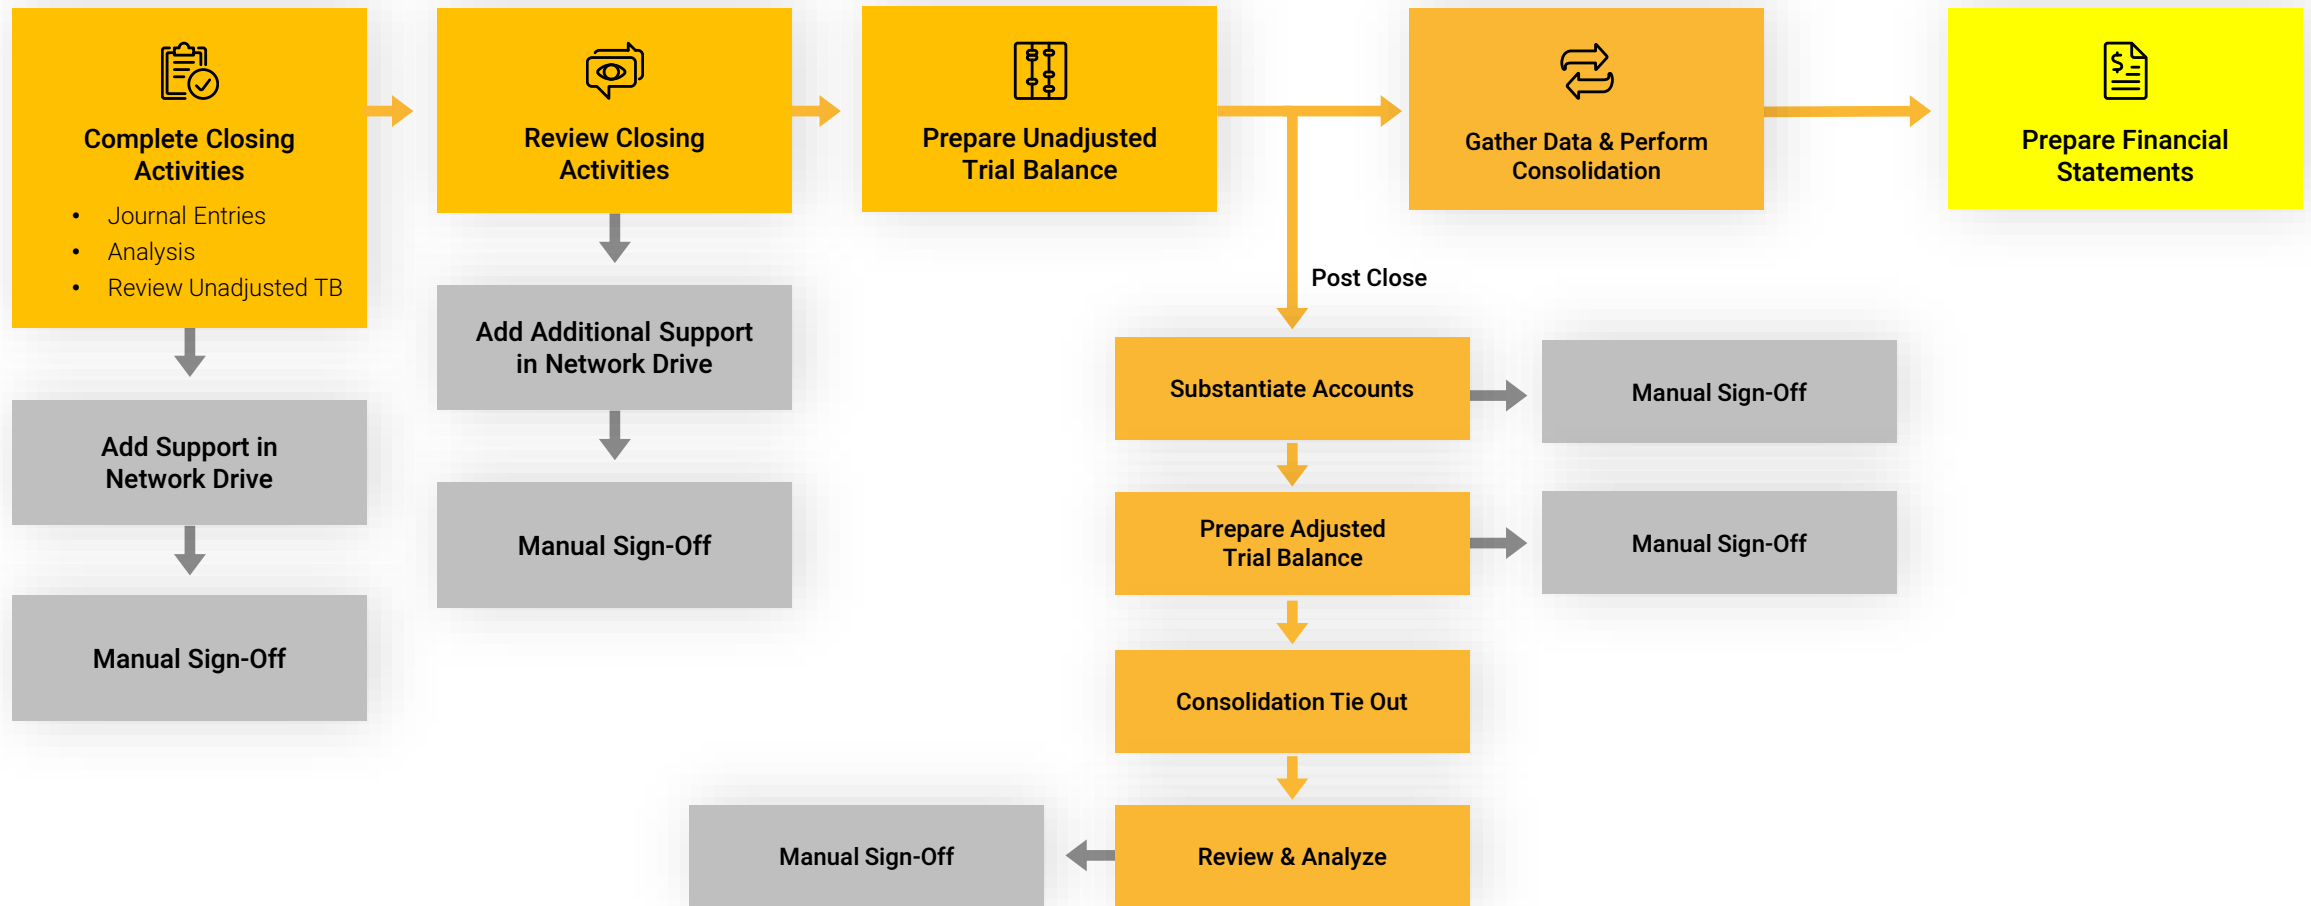 Complete Closing
Activities
• Journal Entries
• Analysis
• Review Unadjusted TB
Add Support in
Network Drive
Manual Sign-Off
Review Closing
Activities
Add Additional Support
in Network Drive
Manual Sign-Off
Prepare Unadjusted
Trial Balance
Gather Data & Perform
Consolidation
Prepare Financial
Statements
Post Close
Substantiate Accounts
Manual Sign-Off
Prepare Adjusted
Trial Balance
Manual Sign-Off
Consolidation Tie Out
Review & Analyze
Manual Sign-Off